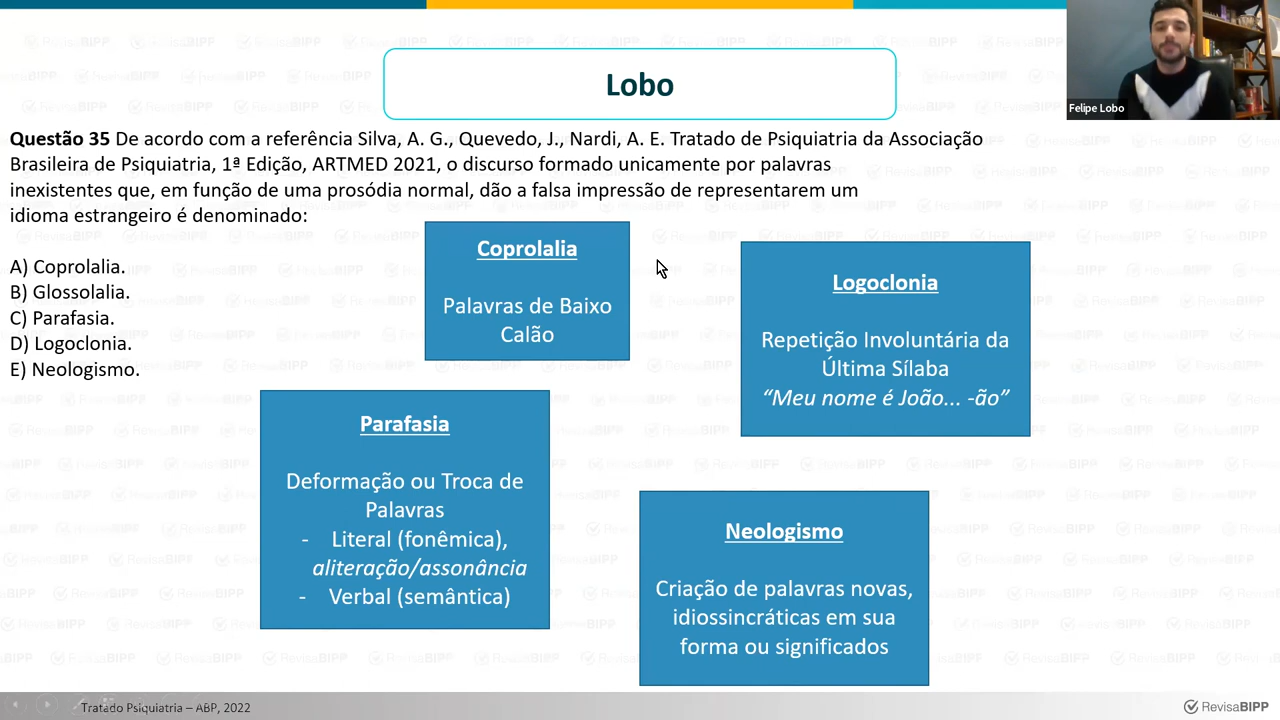 Lobo
Felipe Lobo
Questão 35 De acordo com a referência Silva, A. G., Quevedo, J., Nardi, A. E. Tratado de Psiquiatria da Associação
Brasileira de Psiquiatria, 1ª Edição, ARTMED 2021, o discurso formado unicamente por palavras
inexistentes que, em função de uma prosódia normal, dão a falsa impressão de representarem um
idioma estrangeiro é denominado:
A) Coprolalia.
B) Glossolalia.
C) Parafasia.
D) Logoclonia.
E) Neologismo.
Coprolalia
Palavras de Baixo
Calão
Logoclonia
Repetição Involuntária da
Última Sílaba
“Meu nome é João... -ão”
Parafasia
Deformação ou Troca de
Palavras
- Literal (fonêmica),
aliteração/assonância
- Verbal (semântica)
Neologismo
Criação de palavras novas,
idiossincráticas em sua
forma ou significados
Tratado Psiquiatria – ABP, 2022
RevisaBIPP